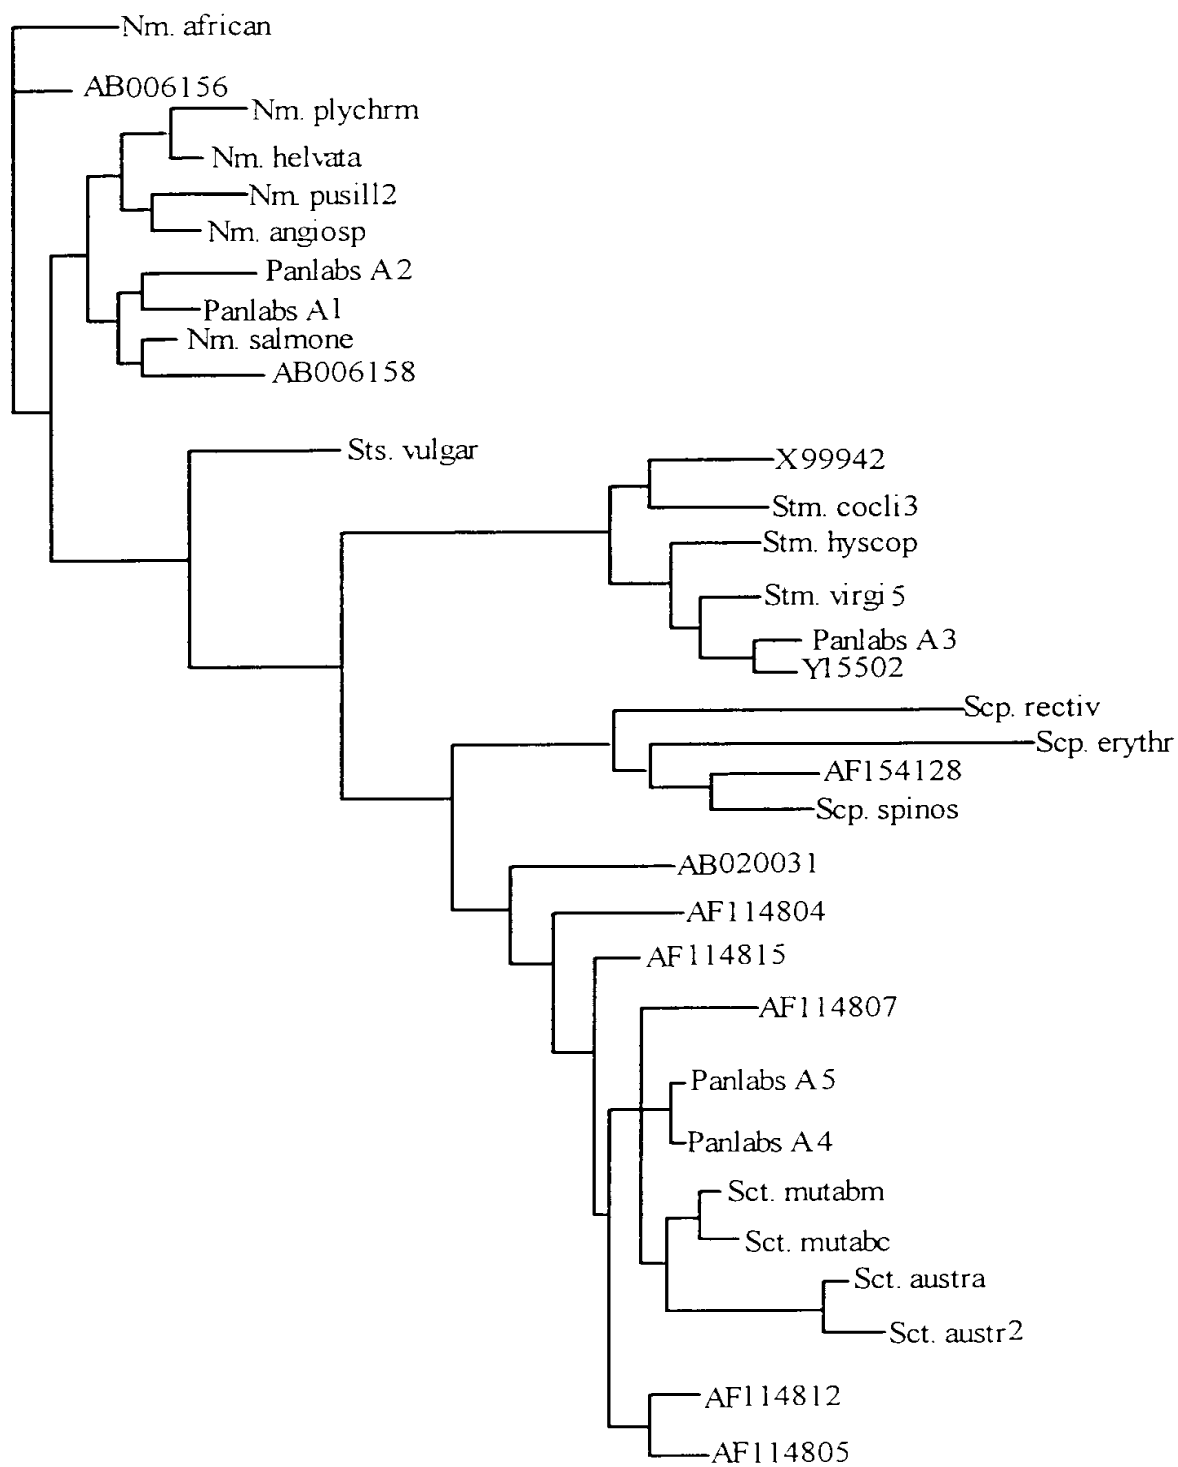 Nm. african
AB006156
Nm. plychrm
Nm. helvata
Nm. pusill2
Nm. angiosp
Panlabs A2
Panlabs A1
Nm. salmone
AB006158
Sts. vulgar
X99942
Stm. cocli3
Stm. hyscop
Stm. virgi5
Panlabs A3
Y15502
Scp. rectiv
Scp. erythr
AF154128
Scp. spinos
AB020031
AF114804
AF114815
AF114807
Panlabs A5
Panlabs A4
Sct. mutabm
Sct. mutabc
Sct. austra
Sct. austr2
AF114812
AF114805